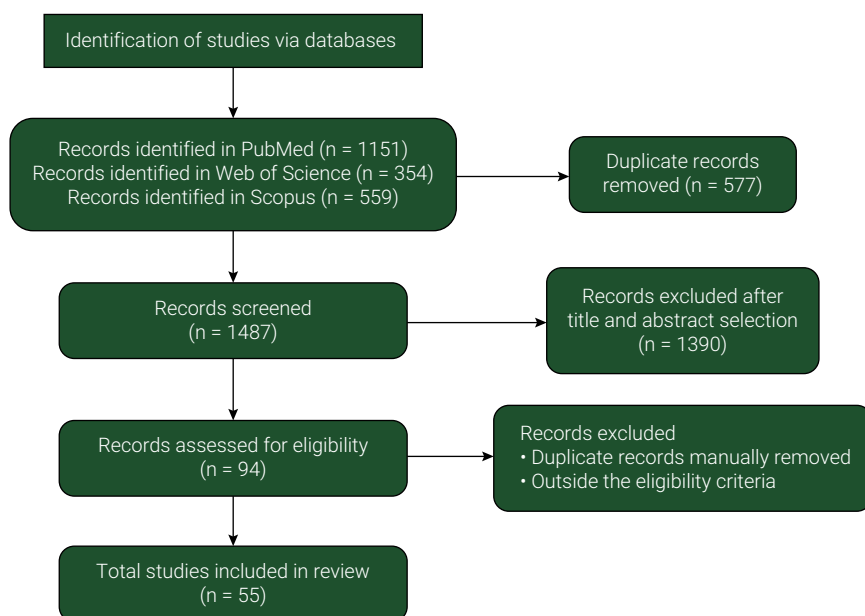 Identification of studies via databases
Records identified in PubMed (n = 1151)
Records identified in Web of Science (n = 354)
Records identified in Scopus (n = 559)
Duplicate records
removed (n = 577)
Records screened
(n = 1487)
Records excluded after
title and abstract selection
(n = 1390)
Records assessed for eligibility
(n = 94)
Records excluded
• Duplicate records manually removed
• Outside the eligibility criteria
Total studies included in review
(n = 55)